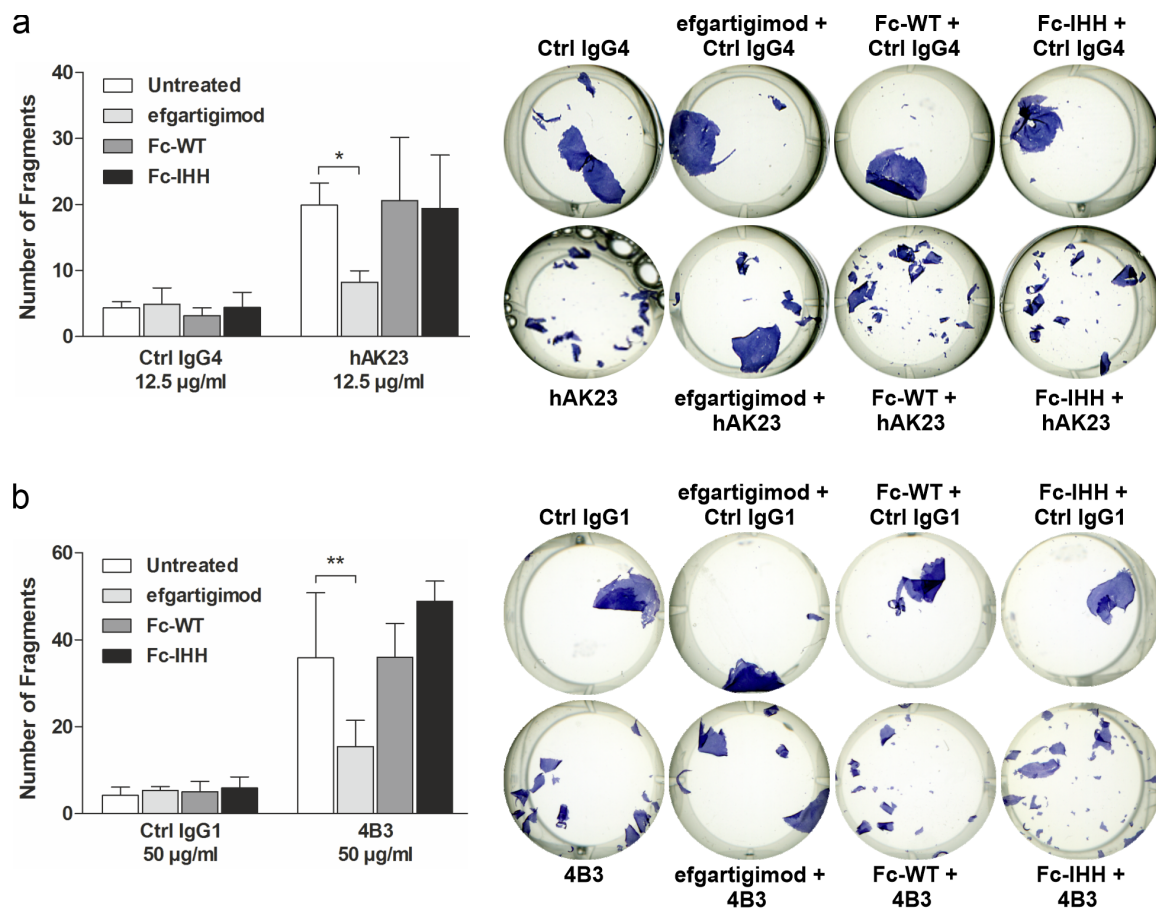 a
40
30
20
10
0
Number of Fragments
Untreated
efgartigimod
Fc-WT
Fc-IHH
*
Ctrl IgG4
12.5 µg/ml
hAK23
12.5 µg/ml
Ctrl IgG4
efgartigimod +
Ctrl IgG4
Fc-WT +
Ctrl IgG4
Fc-IHH +
Ctrl IgG4
hAK23
efgartigimod +
hAK23
Fc-WT +
hAK23
Fc-IHH +
hAK23
b
60
40
20
0
Number of Fragments
Untreated
efgartigimod
Fc-WT
Fc-IHH
**
Ctrl IgG1
50 µg/ml
4B3
50 µg/ml
Ctrl IgG1
efgartigimod +
Ctrl IgG1
Fc-WT +
Ctrl IgG1
Fc-IHH +
Ctrl IgG1
4B3
efgartigimod +
4B3
Fc-WT +
4B3
Fc-IHH +
4B3